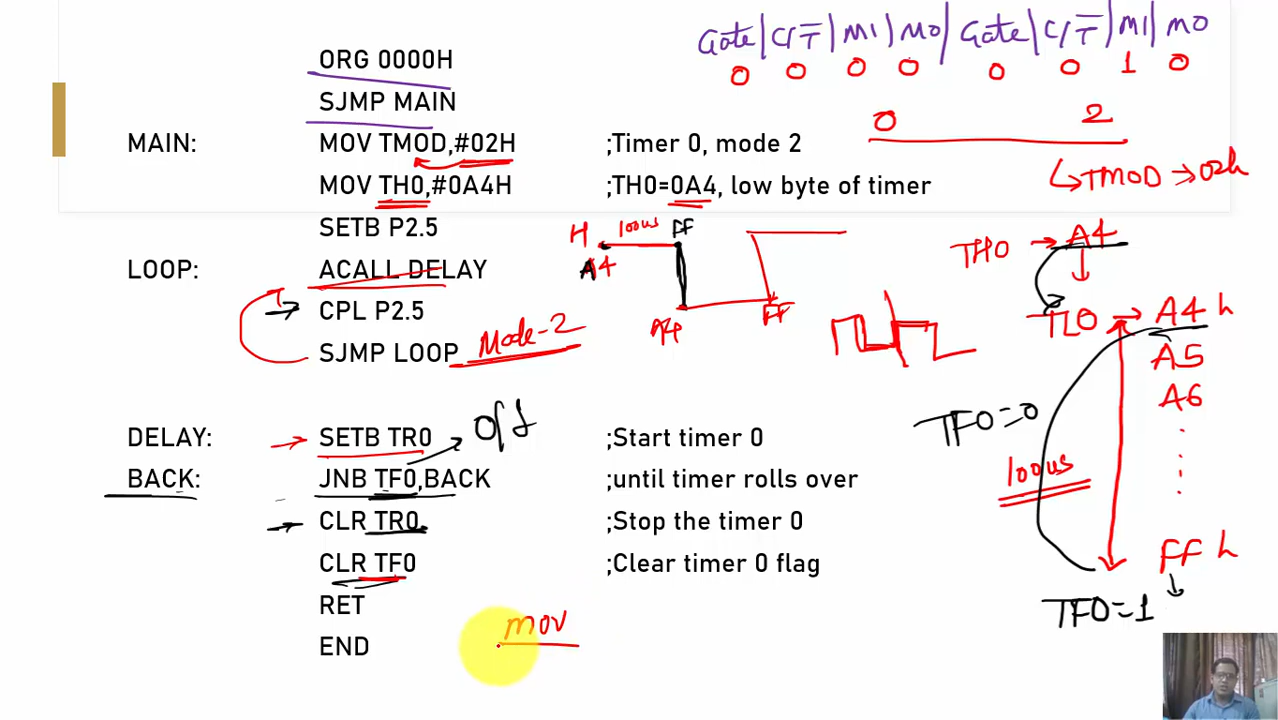 Gate | C/T̅ | M1 | M0 | Gate | C/T̅ | M1 | M0
0 0 0 0 0 0 1 0
0 2
↳TMOD → 02h
ORG 0000H
SJMP MAIN
MAIN: MOV TMOD,#02H ;Timer 0, mode 2
MOV TH0,#0A4H ;TH0=0A4, low byte of timer
SETB P2.5
LOOP: ACALL DELAY
CPL P2.5
SJMP LOOP
Mode-2
H 100us FF
A4
A4 FF
TH0 → A4
TL0 → A4 h
A5
A6
TF0=0
100us
FF h
TF0=1
DELAY: SETB TR0 ;Start timer 0
off
BACK: JNB TF0,BACK ;until timer rolls over
CLR TR0 ;Stop the timer 0
CLR TF0 ;Clear timer 0 flag
RET
END
mov